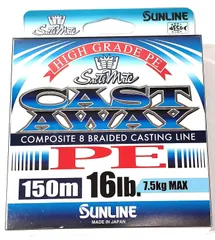 SUNLINE
HIGH GRADE PE
SaltiMate
CAST
AWAY
COMPOSITE 8 BRAIDED CASTING LINE
PE
150m 16lb. 7.5kg MAX
SUNLINE
MADE IN JAPAN